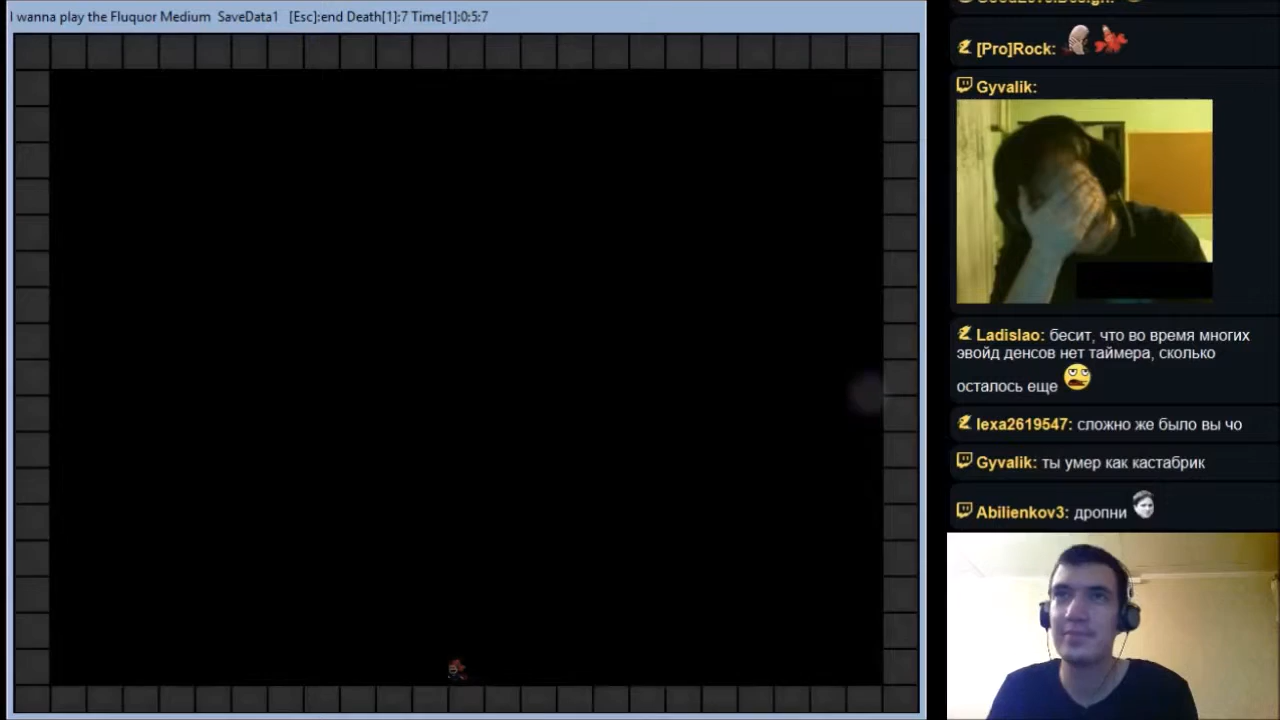 I wanna play the Fluquor Medium SaveData1 [Esc]:end Death[1]:7 Time[1]:0:5:7
[Pro]Rock:
Gyvalik:
Ladislao: бесит, что во время многих
эвойд денсов нет таймера, сколько
осталось еще
lexa2619547: сложно же было вы чо
Gyvalik: ты умер как кастабрик
Abilienkov3: дропни